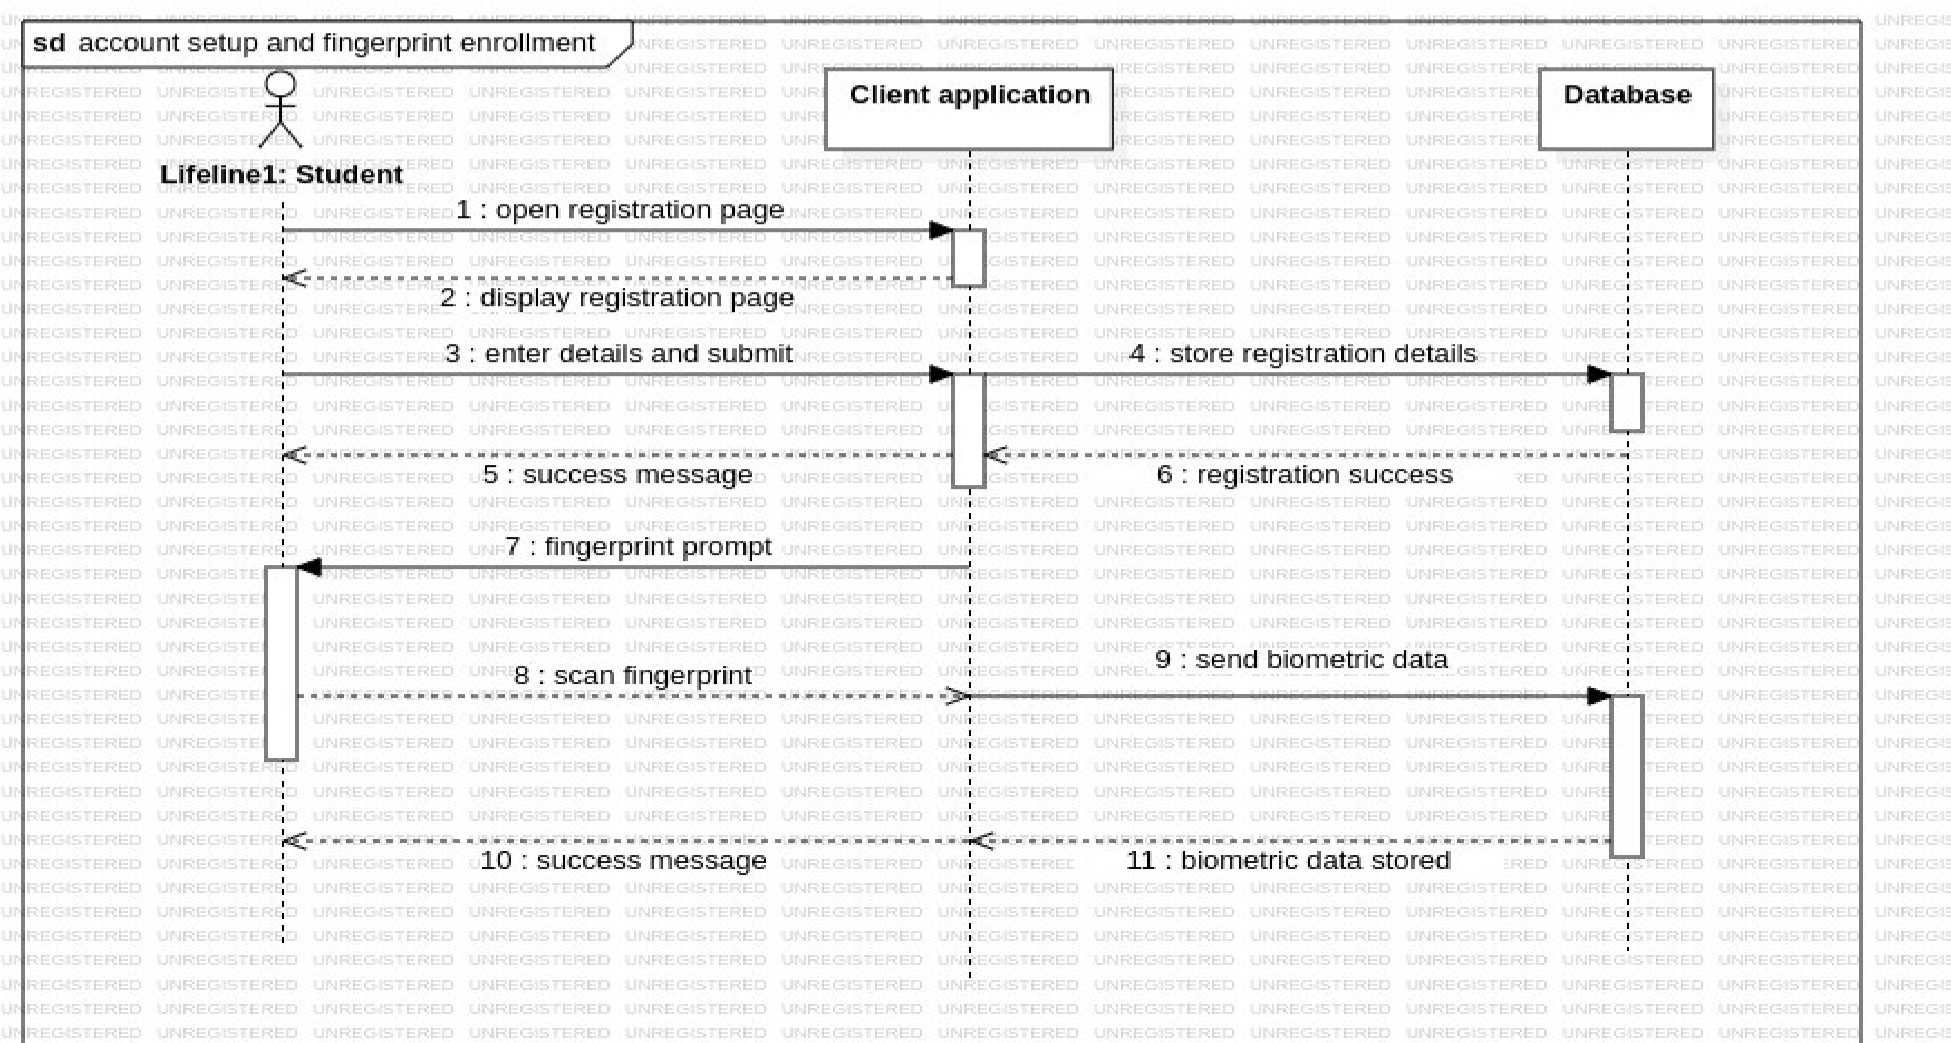 sd account setup and fingerprint enrollment
Client application
Database
Lifeline1: Student
1 : open registration page
2 : display registration page
3 : enter details and submit
4 : store registration details
5 : success message
6 : registration success
7 : fingerprint prompt
8 : scan fingerprint
9 : send biometric data
10 : success message
11 : biometric data stored
UNREGISTERED